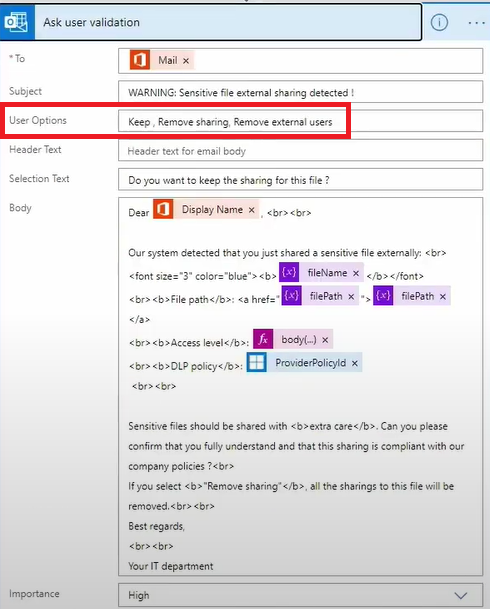 Ask user validation
* To
Mail ×
Subject
WARNING: Sensitive file external sharing detected !
User Options
Keep , Remove sharing, Remove external users
Header Text
Header text for email body
Selection Text
Do you want to keep the sharing for this file ?
Body
Dear Display Name × , <br><br>
Our system detected that you just shared a sensitive file externally: <br>
<font size="3" color="blue"><b> {x} fileName × </b></font>
<br><b>File path</b>: <a href=" {x} filePath × "> {x} filePath ×
</a>
<br><b>Access level</b>: fx body(...) ×
<br><b>DLP policy</b>: ProviderPolicyId ×
<br><br>
Sensitive files should be shared with <b>extra care</b>. Can you please
confirm that you fully understand and that this sharing is compliant with our
company policies ?<br>
If you select <b>"Remove sharing"</b>, all the sharings to this file will be
removed.<br><br>
Best regards,
<br><br>
Your IT department
Importance
High